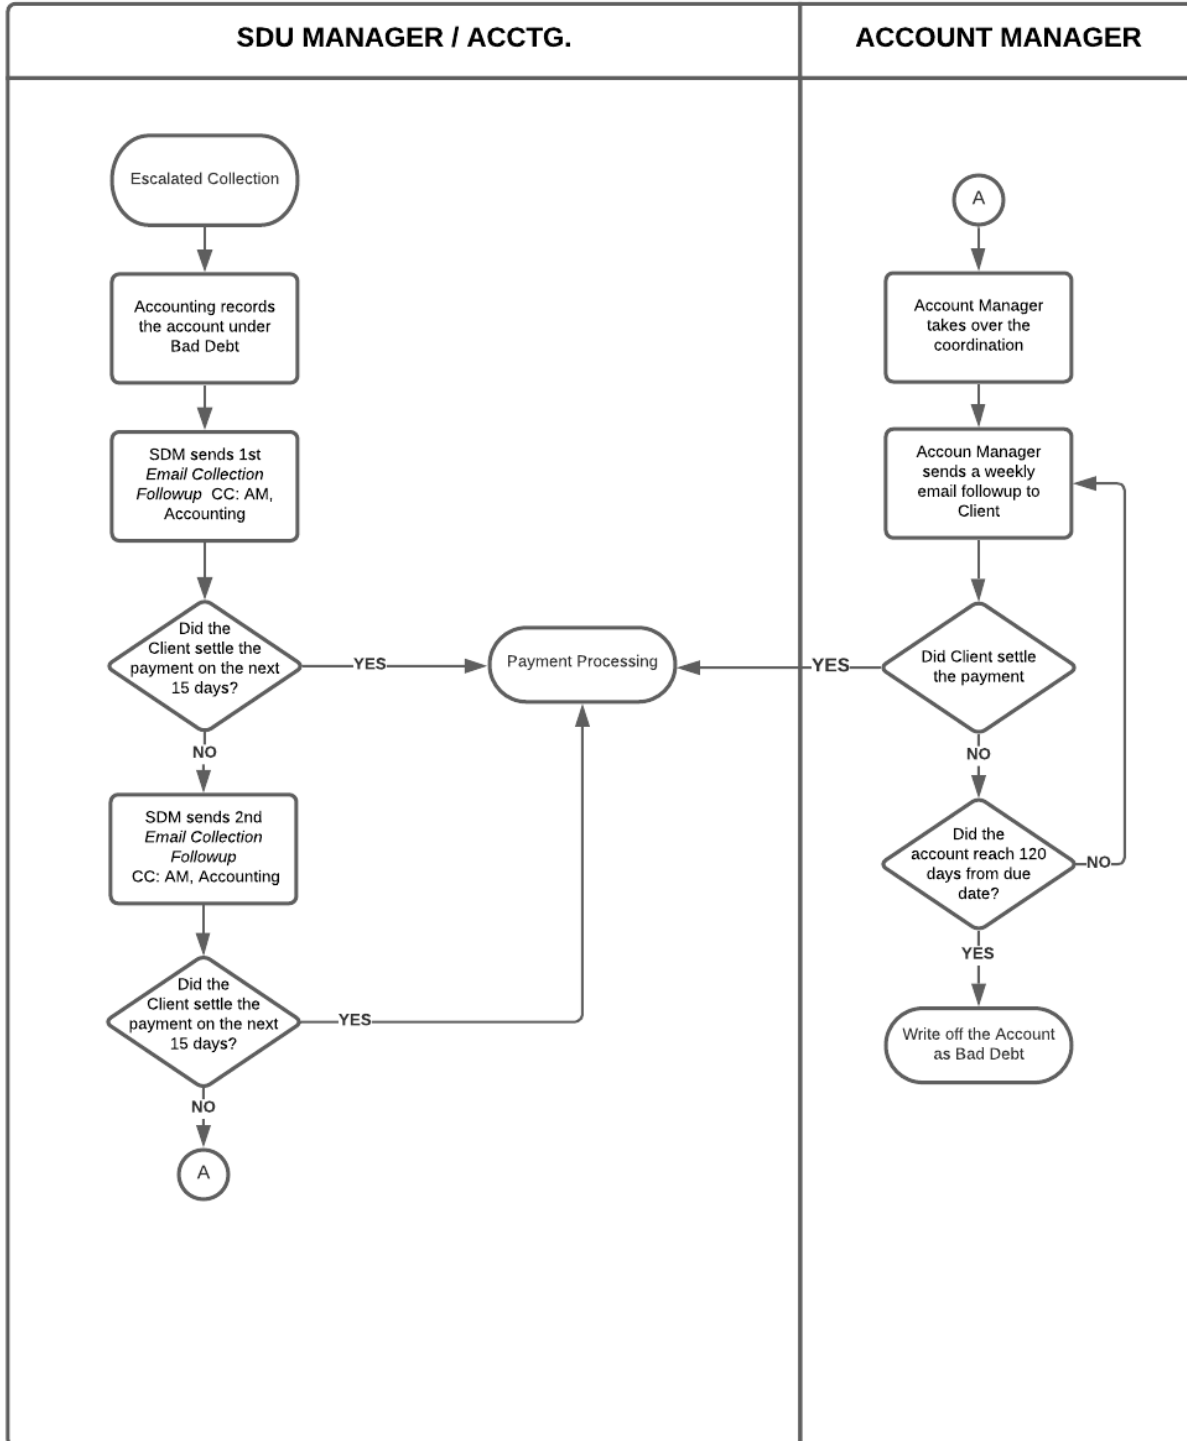 SDU MANAGER / ACCTG.
ACCOUNT MANAGER
Escalated Collection
Accounting records
the account under
Bad Debt
SDM sends 1st
Email Collection
Followup CC: AM,
Accounting
Did the
Client settle the
payment on the next
15 days?
YES
Payment Processing
NO
SDM sends 2nd
Email Collection
Followup
CC: AM, Accounting
Did the
Client settle the
payment on the next
15 days?
YES
NO
A
A
Account Manager
takes over the
coordination
Accoun Manager
sends a weekly
email followup to
Client
Did Client settle
the payment
YES
NO
Did the
account reach 120
days from due
date?
NO
YES
Write off the Account
as Bad Debt